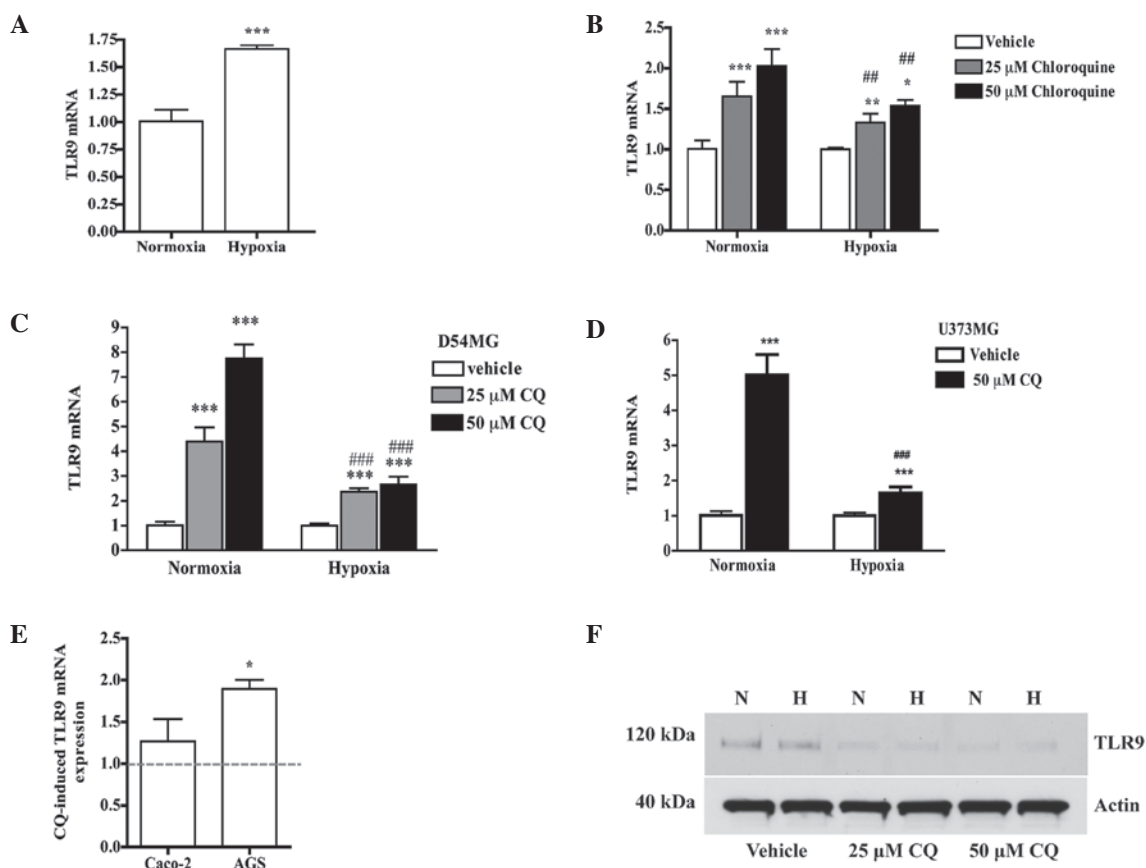 A
TLR9 mRNA
1.75
1.50
1.25
1.00
0.75
0.50
0.25
0.00
***
Normoxia Hypoxia
B
TLR9 mRNA
2.5
2.0
1.5
1.0
0.5
0.0
*** ***
## ##
** *
Normoxia Hypoxia
Vehicle
25 μM Chloroquine
50 μM Chloroquine
C
TLR9 mRNA
9
8
7
6
5
4
3
2
1
0
*** ***
### ###
*** ***
Normoxia Hypoxia
D54MG
vehicle
25 μM CQ
50 μM CQ
D
TLR9 mRNA
6
5
4
3
2
1
0
***
###
***
Normoxia Hypoxia
U373MG
Vehicle
50 μM CQ
E
CQ-induced TLR9 mRNA
expression
2.5
2.0
1.5
1.0
0.5
0.0
*
Caco-2 AGS
F
N H N H N H
120 kDa TLR9
40 kDa Actin
Vehicle 25 μM CQ 50 μM CQ